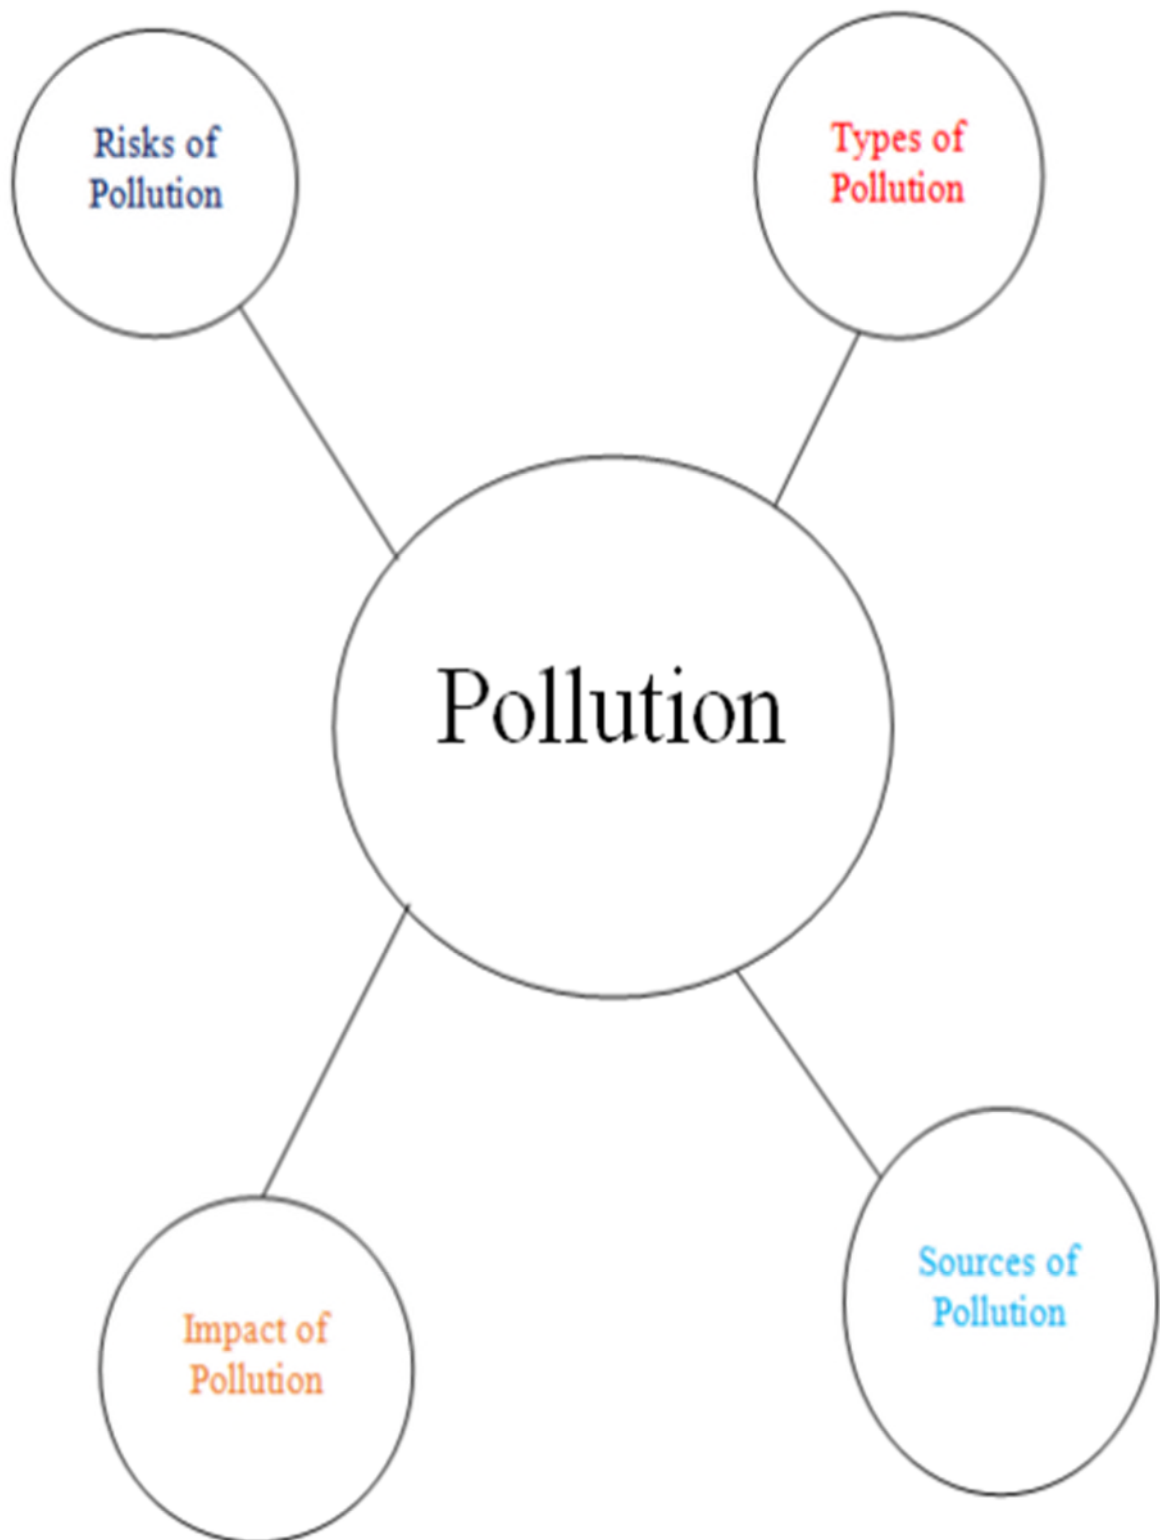 Risks of
Pollution
Types of
Pollution
Pollution
Impact of
Pollution
Sources of
Pollution